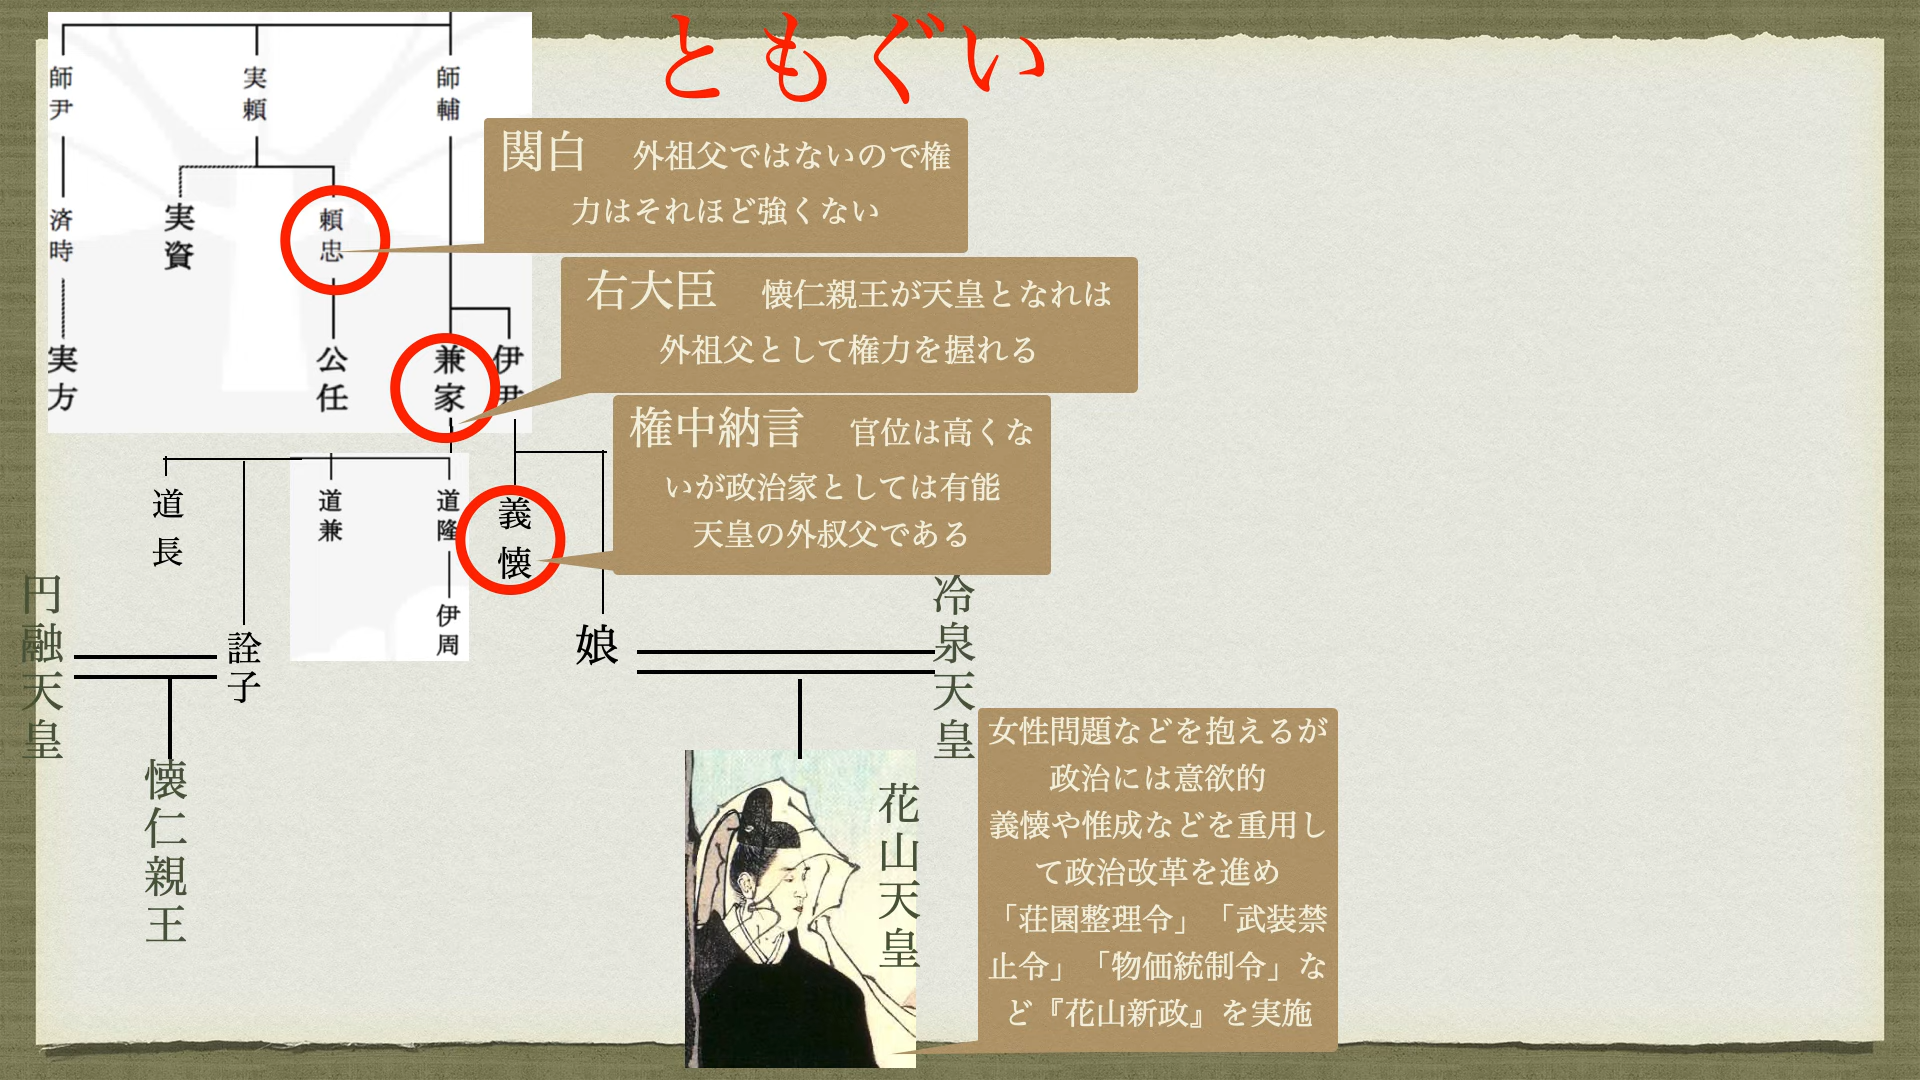 ともぐい
師尹
実頼
師輔
済時
実資
頼忠
実方
公任
兼家
伊尹
関白　外祖父ではないので権
力はそれほど強くない
右大臣　懐仁親王が天皇となれは
外祖父として権力を握れる
権中納言　官位は高くな
いが政治家としては有能
天皇の外叔父である
道長
道兼
道隆
義懐
伊周
円融天皇
詮子
娘
冷泉天皇
懐仁親王
花山天皇
女性問題などを抱えるが
政治には意欲的
義懐や惟成などを重用し
て政治改革を進め
「荘園整理令」「武装禁
止令」「物価統制令」な
ど『花山新政』を実施